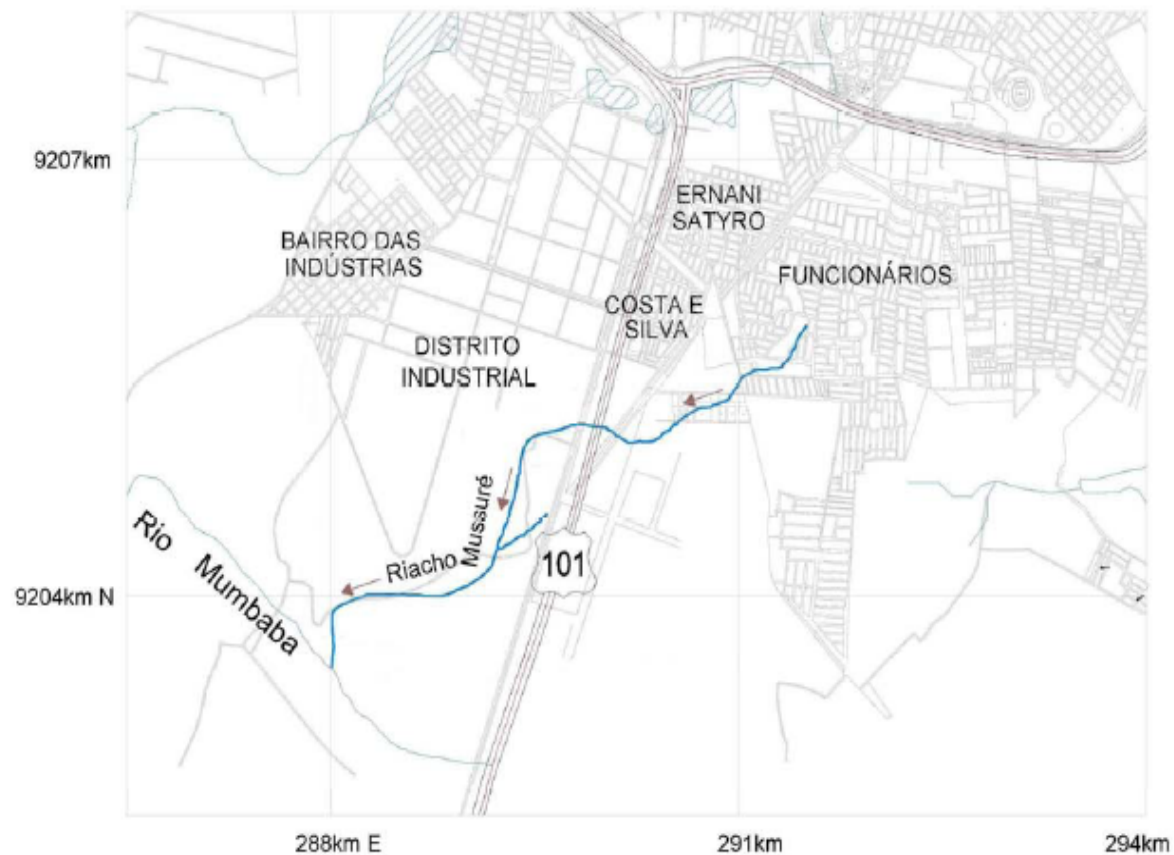 9207km
ERNANI
SATYRO
BAIRRO DAS
INDÚSTRIAS
FUNCIONÁRIOS
COSTA E
SILVA
DISTRITO
INDUSTRIAL
Riacho Mussuré
Rio Mumbaba
101
9204km N
288km E
291km
294km